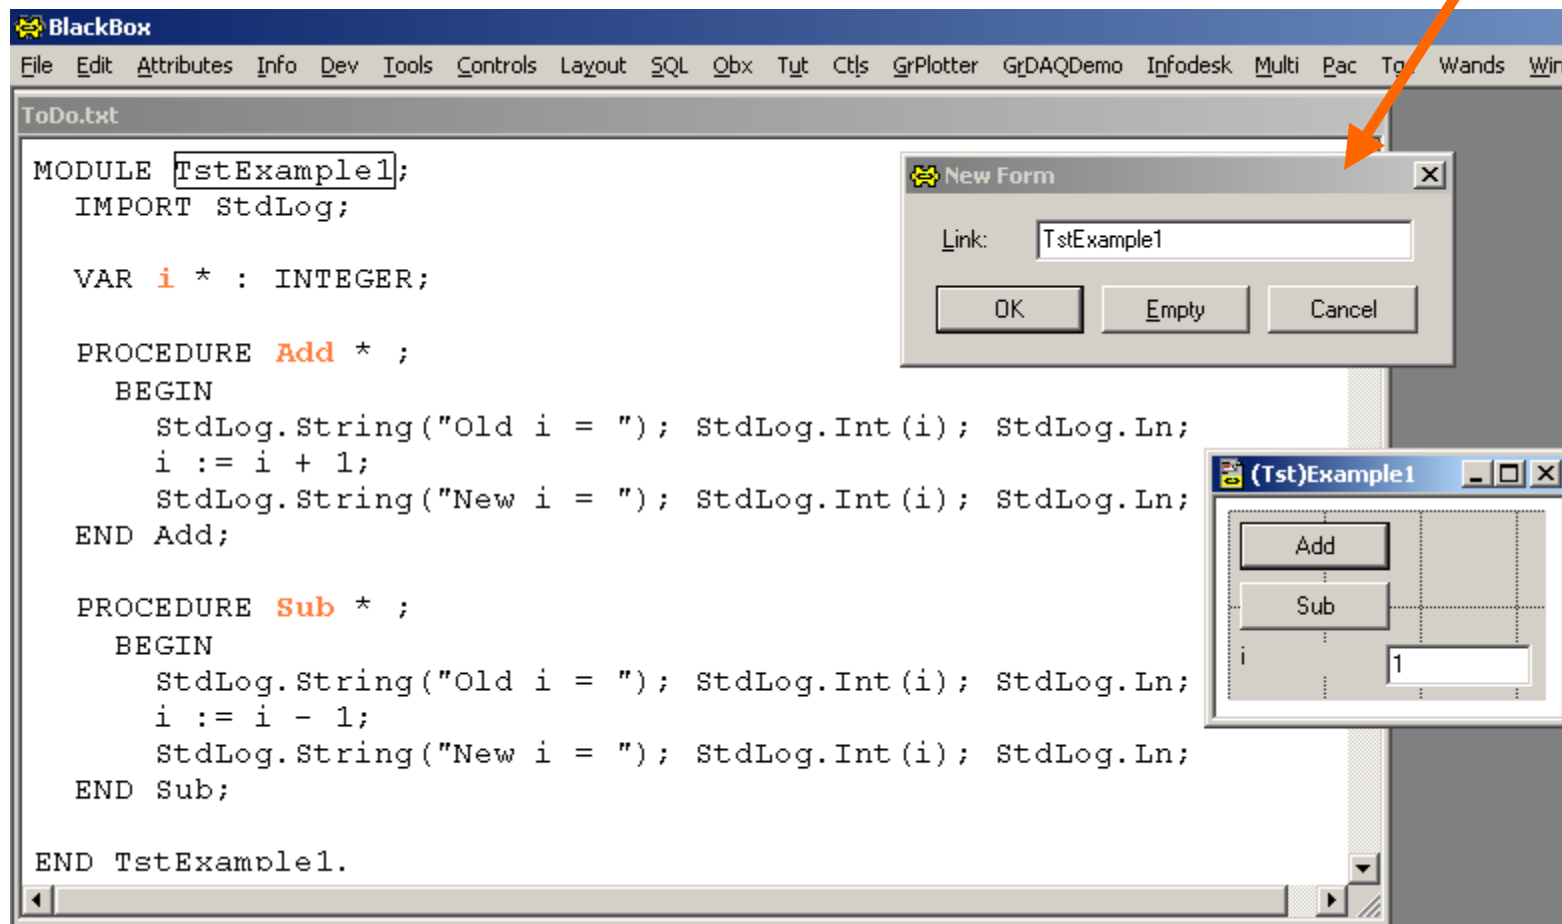 BlackBox
File Edit Attributes Info Dev Tools Controls Layout SQL Obx Tut Ctls GrPlotter GrDAQDemo Infodesk Multi Pac Wands
ToDo.txt
MODULE TstExample1;
IMPORT StdLog;
VAR i * : INTEGER;
PROCEDURE Add * ;
BEGIN
StdLog.String("Old i = "); StdLog.Int(i); StdLog.Ln;
i := i + 1;
StdLog.String("New i = "); StdLog.Int(i); StdLog.Ln;
END Add;
PROCEDURE Sub * ;
BEGIN
StdLog.String("Old i = "); StdLog.Int(i); StdLog.Ln;
i := i - 1;
StdLog.String("New i = "); StdLog.Int(i); StdLog.Ln;
END Sub;
END TstExample1.
New Form
Link: TstExample1
OK Empty Cancel
(Tst)Example1
Add
Sub
i 1